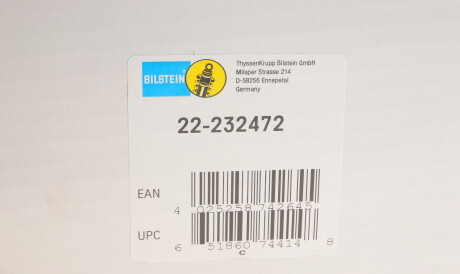 BILSTEIN
ThyssenKrupp Bilstein GmbH
Milsper Strasse 214
D-58256 Ennepetal
Germany
22-232472
EAN
4 025258 742645
UPC
6 51860 74414 8
c